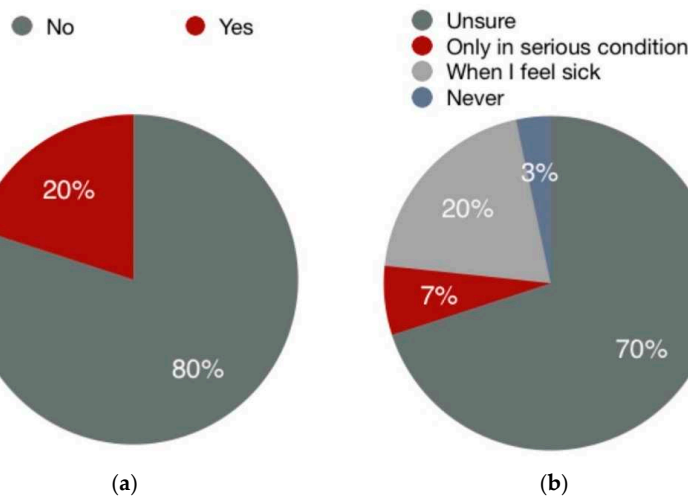 No
Yes
20%
80%
(a)
Unsure
Only in serious condition
When I feel sick
Never
3%
20%
7%
70%
(b)